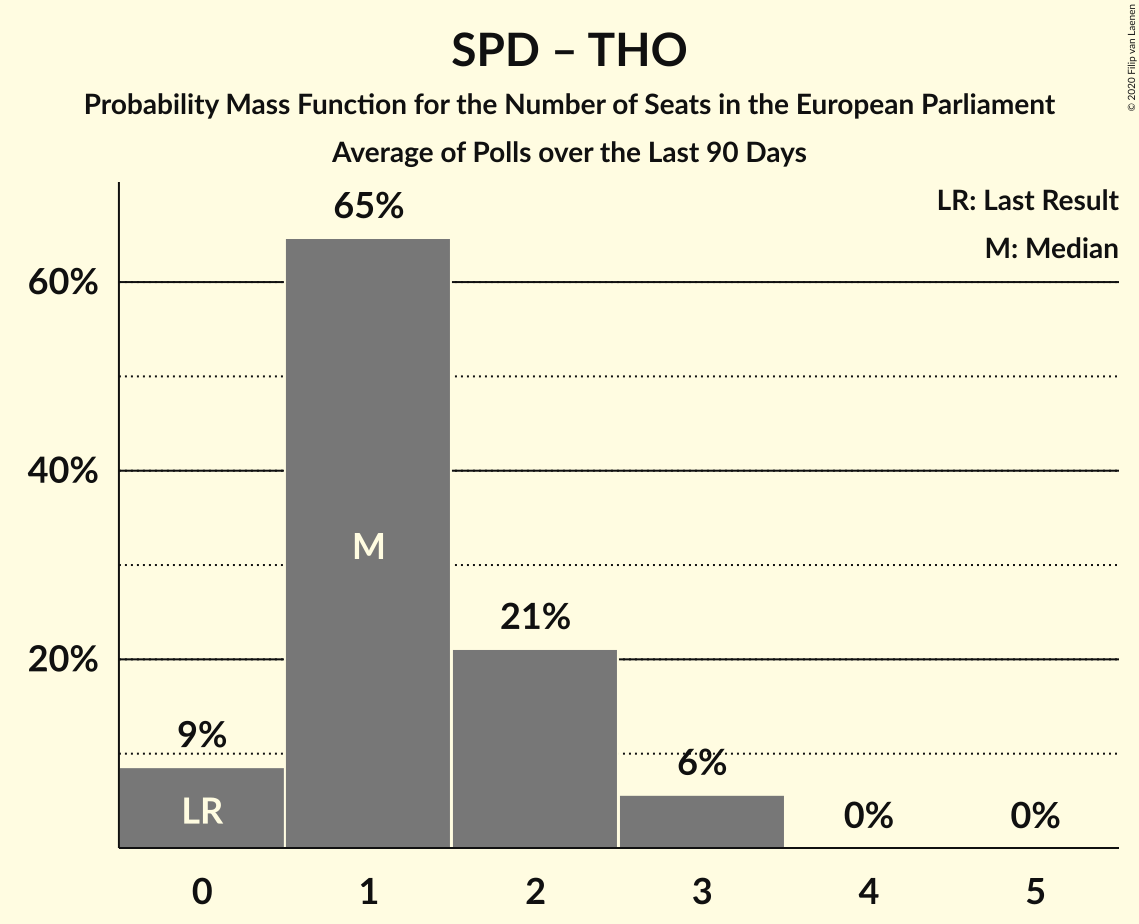 SPD – THO
Probability Mass Function for the Number of Seats in the European Parliament
Average of Polls over the Last 90 Days
© 2020 Filip van Laenen
LR: Last Result
M: Median
65%
60%
40%
M
21%
20%
9%
6%
LR
0%
0%
0
1
2
3
4
5